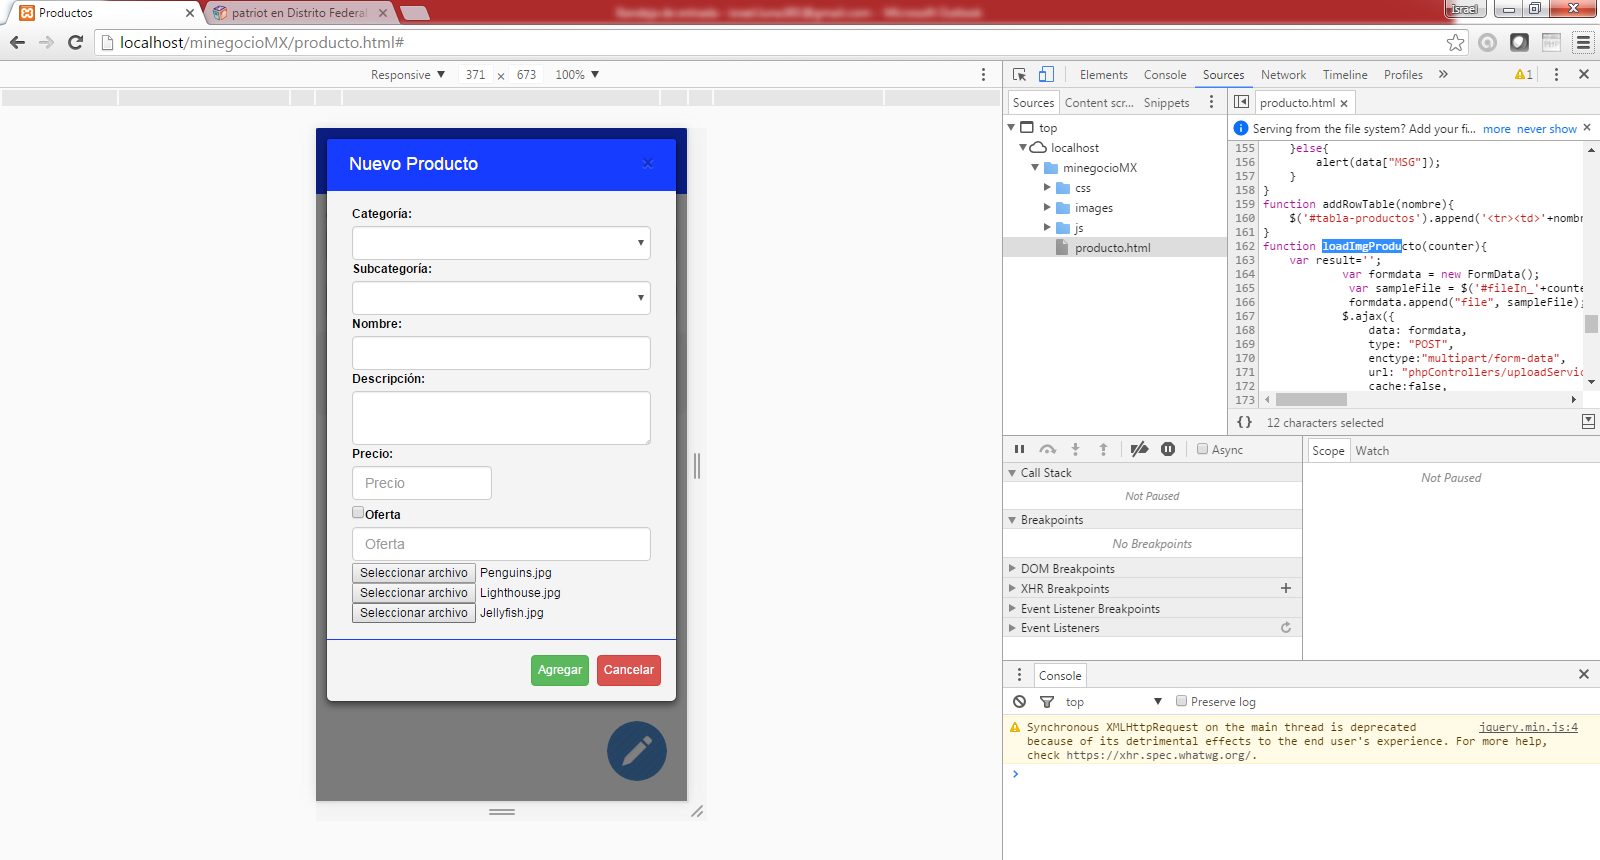 Productos
patriot en Distrito Federal
israel
localhost/minegocioMX/producto.html#
Responsive ▼ 371 × 673 100% ▼
Elements Console Sources Network Timeline Profiles » 1
Sources Content scr... Snippets
producto.html ×
top
localhost
minegocioMX
css
images
js
producto.html
Serving from the file system? Add your fi... more never show ×
155 }else{
156 alert(data["MSG"]);
157 }
158 }
159 function addRowTable(nombre){
160 $('#tabla-productos').append('<tr><td>'+nombr
161 }
162 function loadImgProducto(counter){
163 var result='';
164 var formdata = new FormData();
165 var sampleFile = $('#fileIn_'+counte
166 formdata.append("file", sampleFile);
167 $.ajax({
168 data: formdata,
169 type: "POST",
170 enctype:"multipart/form-data",
171 url: "phpControllers/uploadServic
172 cache:false,
173
{} 12 characters selected
Nuevo Producto ×
Categoría:
Subcategoría:
Nombre:
Descripción:
Precio:
Precio
Oferta
Oferta
Seleccionar archivo Penguins.jpg
Seleccionar archivo Lighthouse.jpg
Seleccionar archivo Jellyfish.jpg
Agregar Cancelar
Async
Call Stack
Not Paused
Breakpoints
No Breakpoints
DOM Breakpoints
XHR Breakpoints
Event Listener Breakpoints
Event Listeners
Scope Watch
Not Paused
Console
top ▼ Preserve log
Synchronous XMLHttpRequest on the main thread is deprecated jquery.min.js:4
because of its detrimental effects to the end user's experience. For more help,
check https://xhr.spec.whatwg.org/.